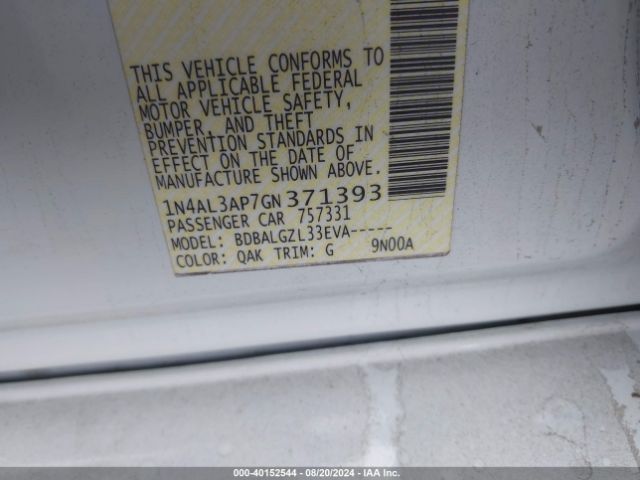 THIS VEHICLE CONFORMS TO
ALL APPLICABLE FEDERAL
MOTOR VEHICLE SAFETY,
BUMPER, AND THEFT
PREVENTION STANDARDS IN
EFFECT ON THE DATE OF
MANUFACTURE SHOWN ABOVE.
1N4AL3AP7GN371393
PASSENGER CAR 757331
MODEL: BDBALGZL33EVA-----
COLOR: QAK TRIM: G 9N00A
000-40152544 | 08/20/2024 | IAA Inc.